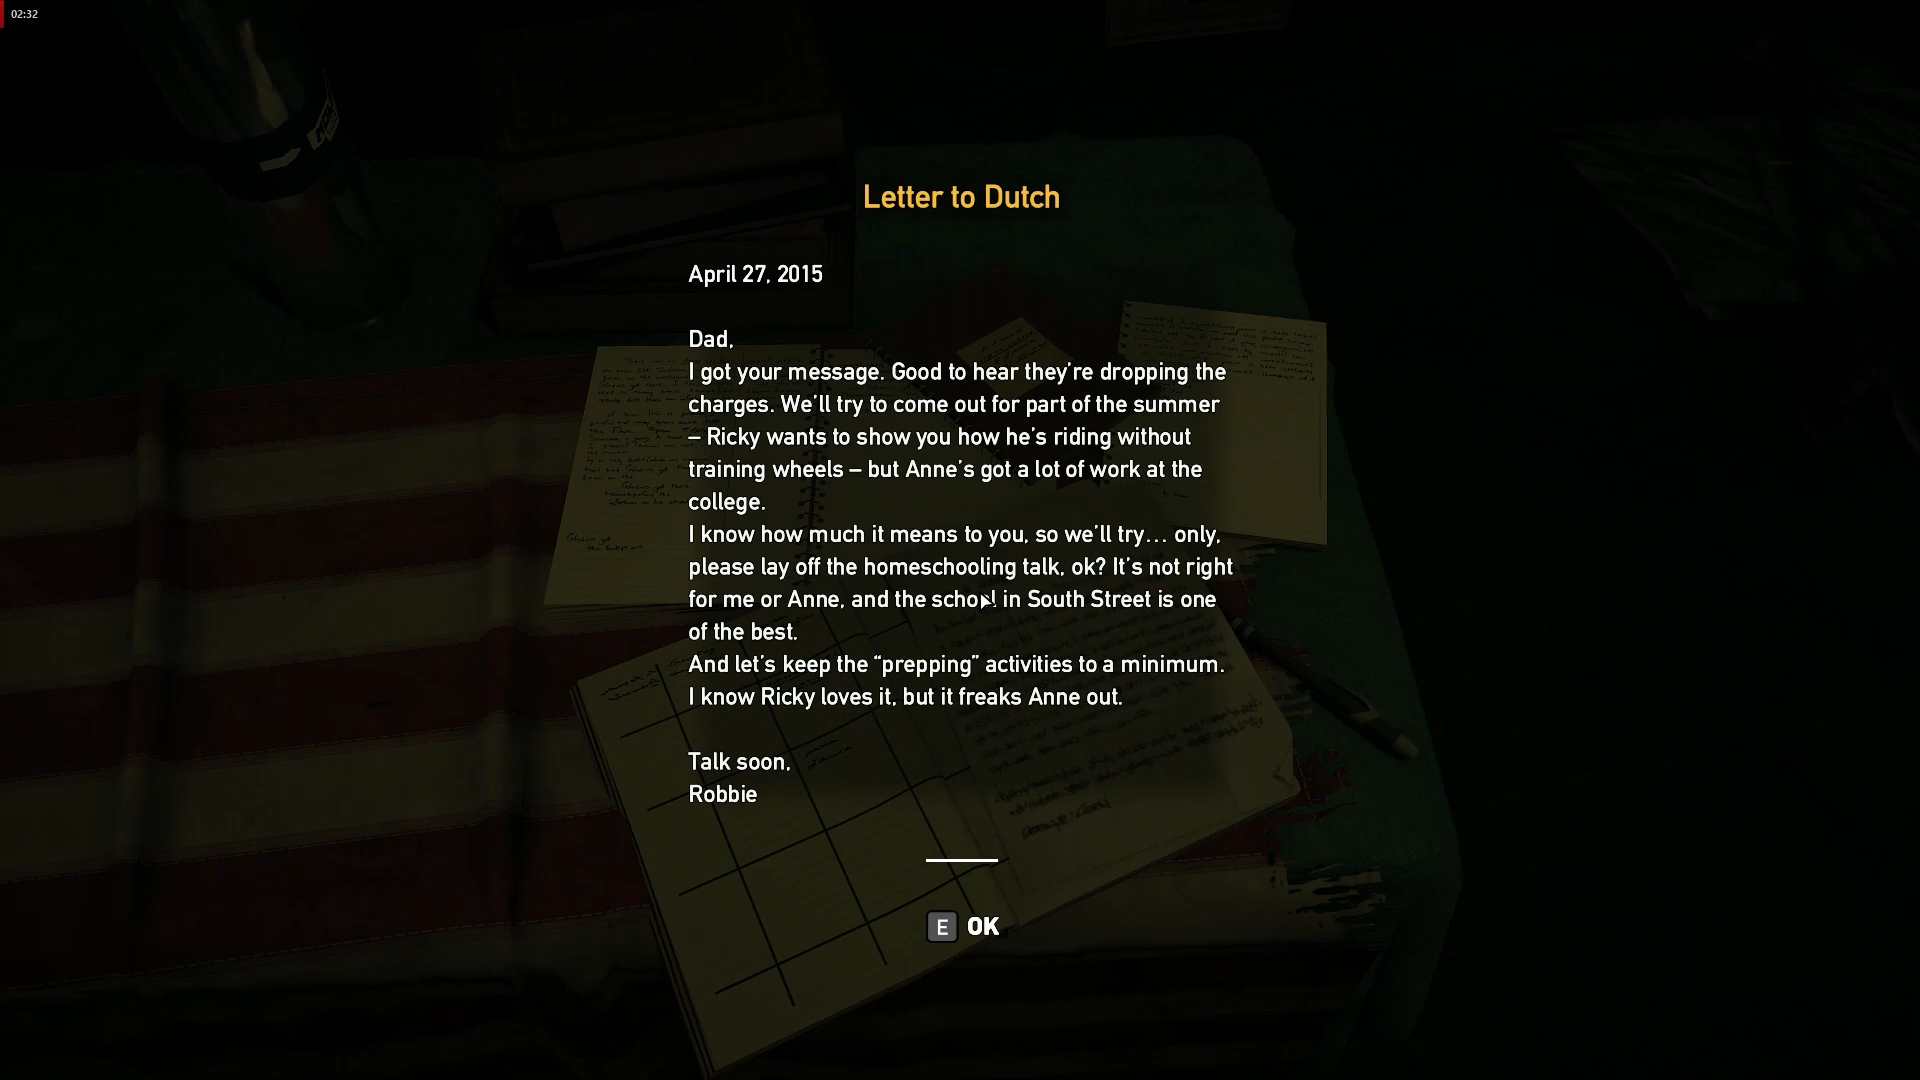 02:32
Letter to Dutch
April 27, 2015
Dad,
I got your message. Good to hear they're dropping the
charges. We'll try to come out for part of the summer
– Ricky wants to show you how he's riding without
training wheels – but Anne's got a lot of work at the
college.
I know how much it means to you, so we'll try... only,
please lay off the homeschooling talk, ok? It's not right
for me or Anne, and the school in South Street is one
of the best.
And let's keep the “prepping” activities to a minimum.
I know Ricky loves it, but it freaks Anne out.
Talk soon,
Robbie
E OK